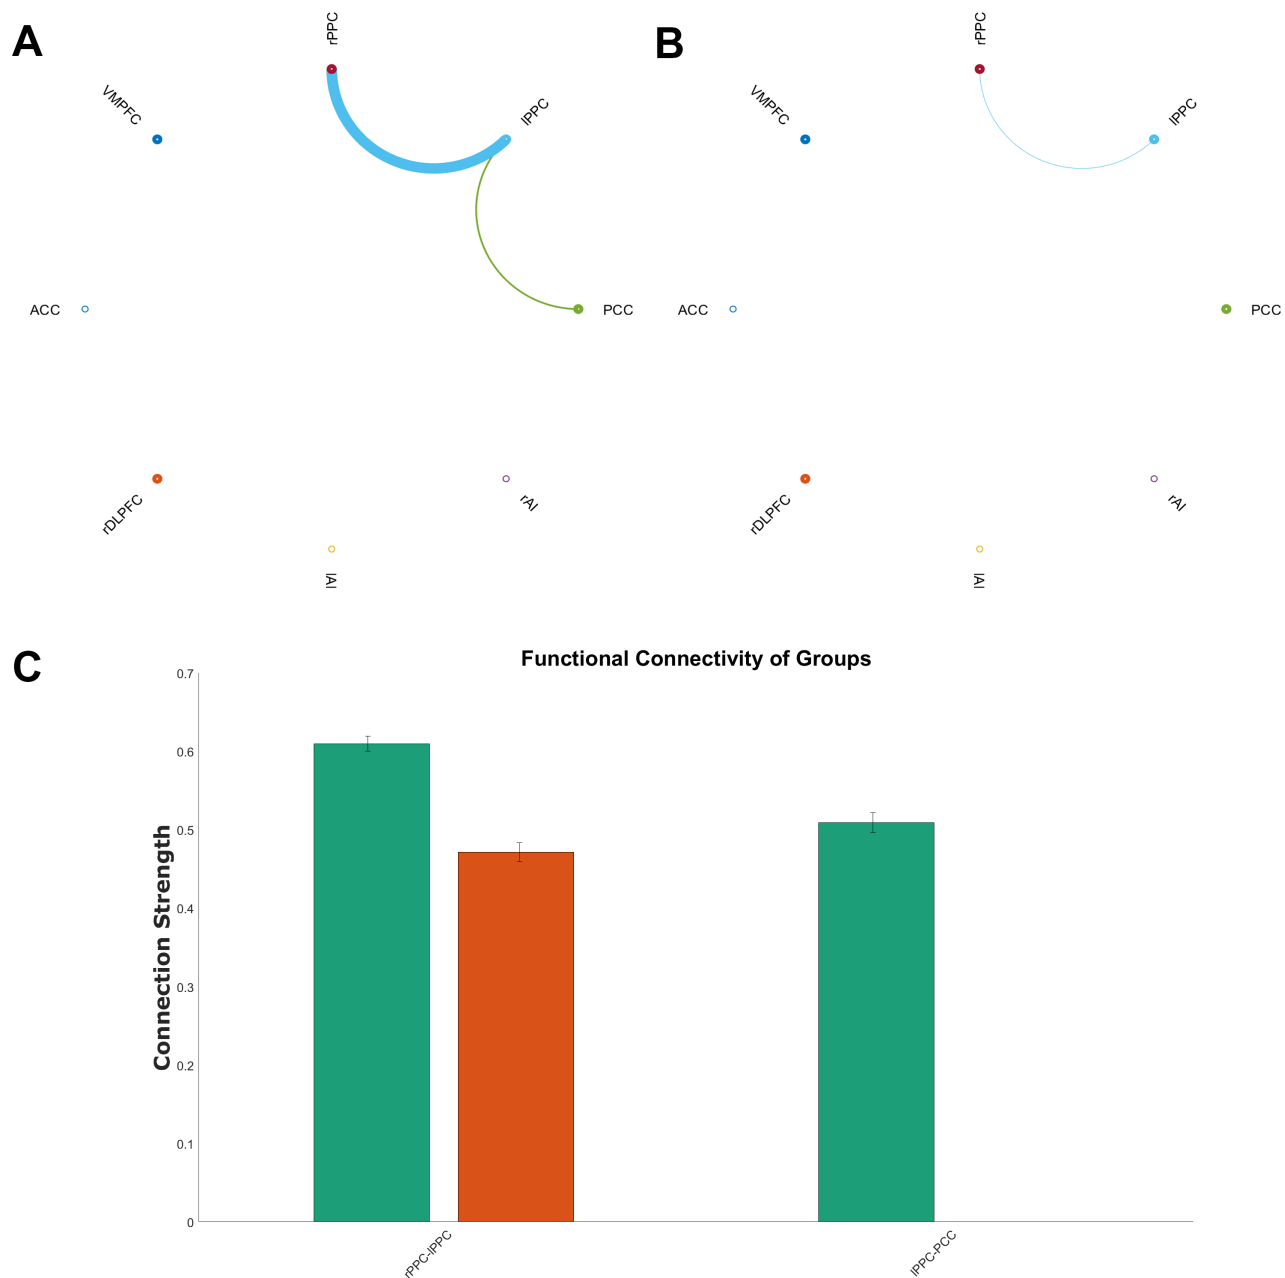 A
rPPC
VMPFC
lPPC
ACC
PCC
rDLPFC
rAI
lAI
B
rPPC
VMPFC
lPPC
ACC
PCC
rDLPFC
rAI
lAI
C
Functional Connectivity of Groups
Connection Strength
0.7
0.6
0.5
0.4
0.3
0.2
0.1
0
rPPC-lPPC
lPPC-PCC